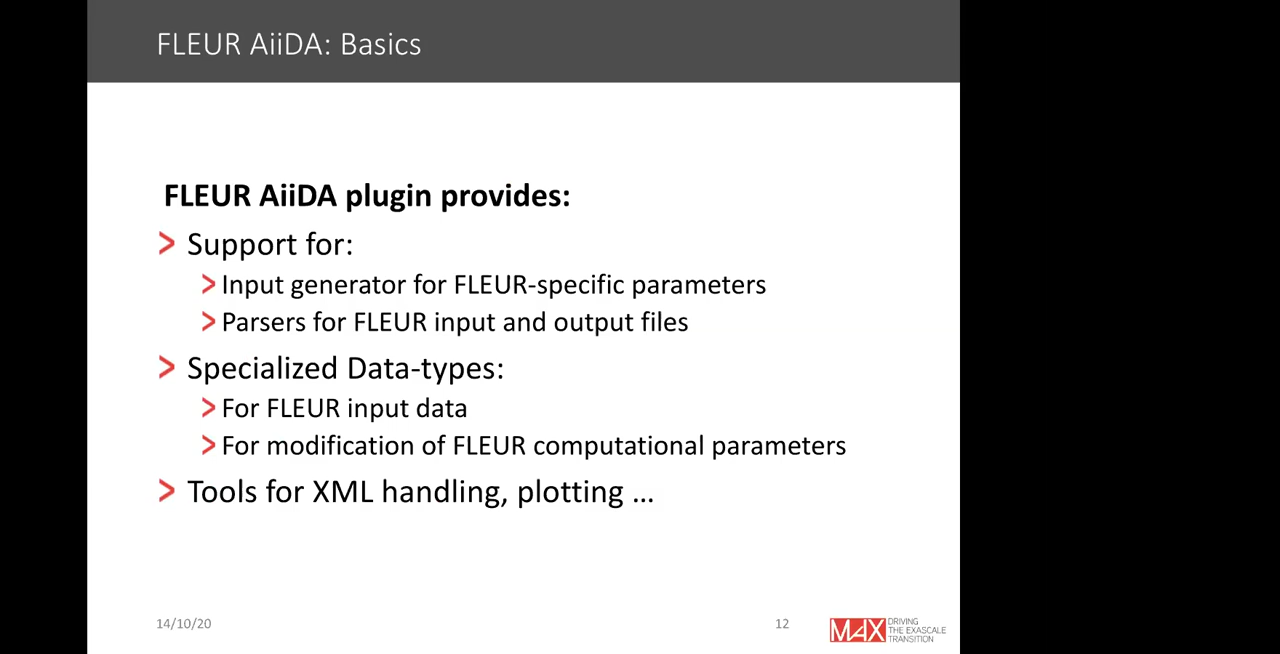 FLEUR AiiDA: Basics
FLEUR AiiDA plugin provides:
> Support for:
> Input generator for FLEUR-specific parameters
> Parsers for FLEUR input and output files
> Specialized Data-types:
> For FLEUR input data
> For modification of FLEUR computational parameters
> Tools for XML handling, plotting …
14/10/20
12
MAX
DRIVING
THE EXASCALE
TRANSITION